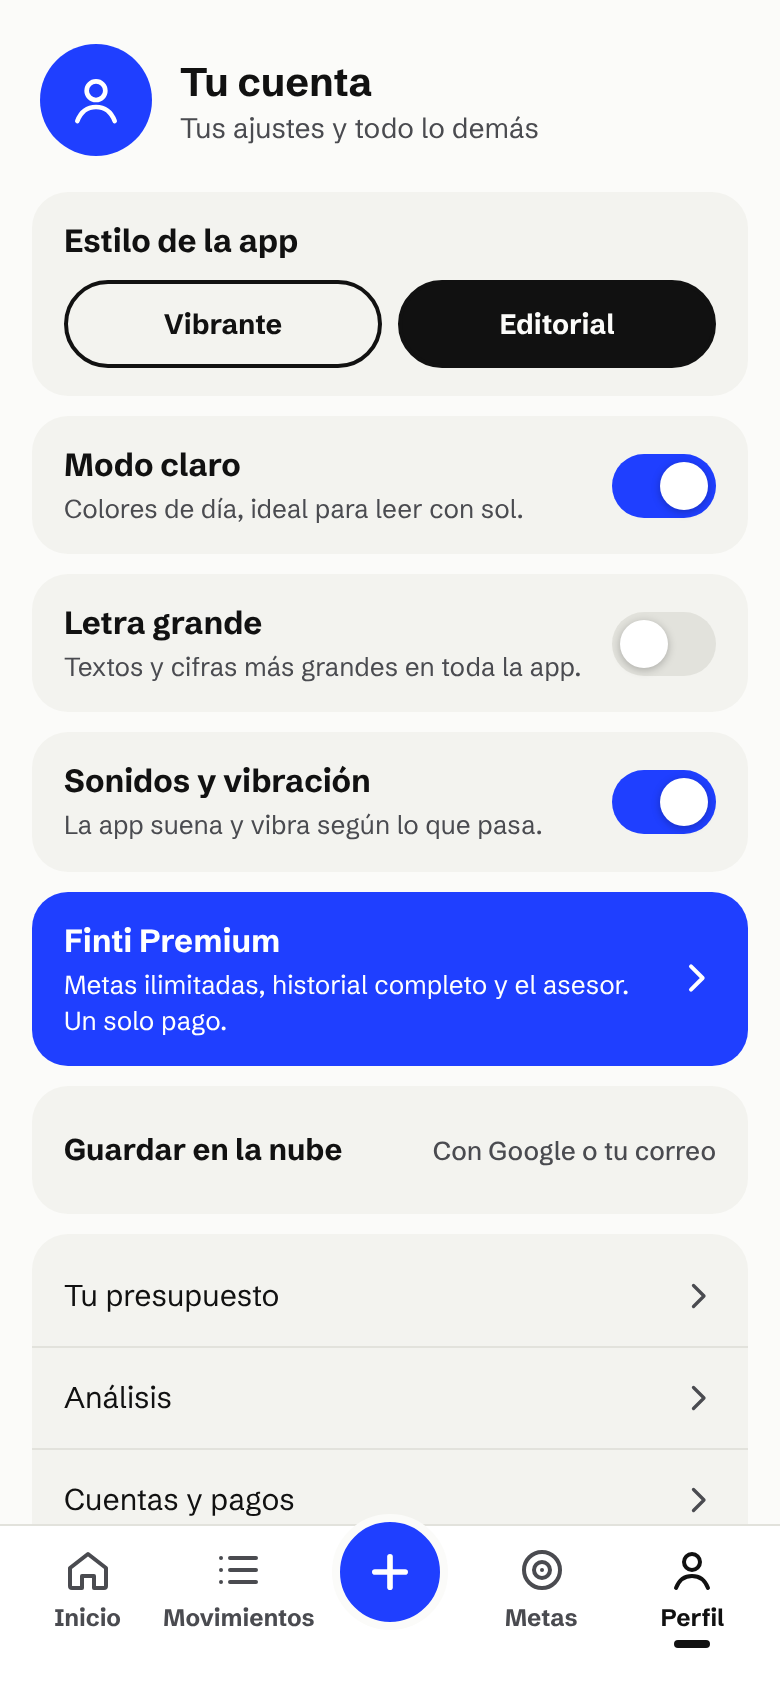 Tu cuenta
Tus ajustes y todo lo demás
Estilo de la app
Vibrante
Editorial
Modo claro
Colores de día, ideal para leer con sol.
Letra grande
Textos y cifras más grandes en toda la app.
Sonidos y vibración
La app suena y vibra según lo que pasa.
Finti Premium
Metas ilimitadas, historial completo y el asesor.
Un solo pago.
Guardar en la nube
Con Google o tu correo
Tu presupuesto
Análisis
Cuentas y pagos
Inicio
Movimientos
Metas
Perfil